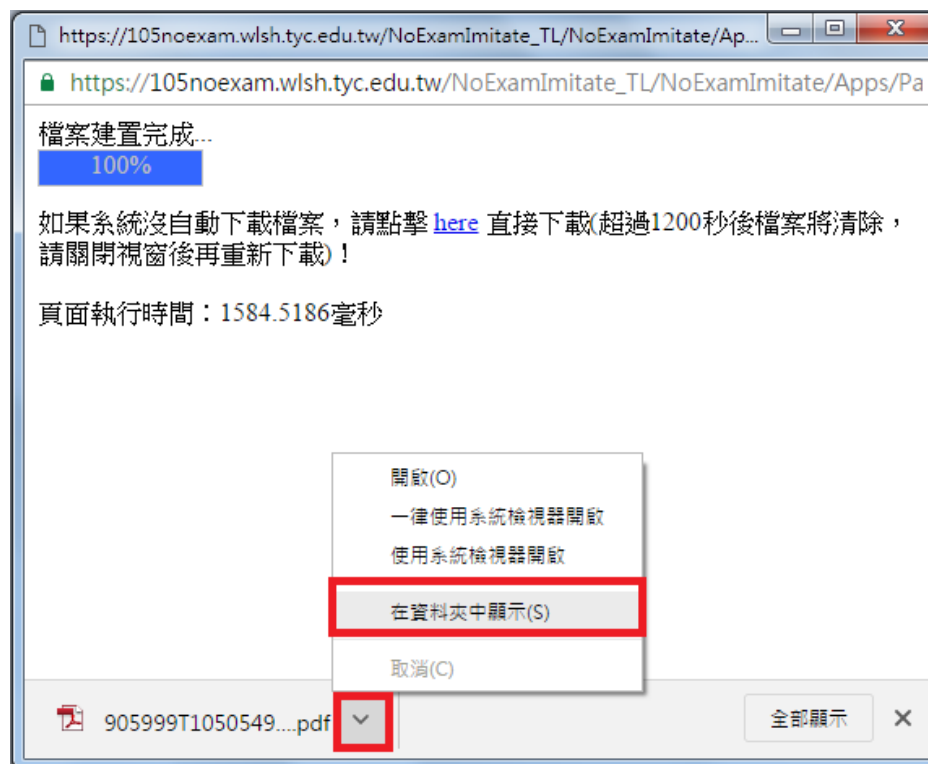 https://105noexam.wlsh.tyc.edu.tw/NoExamImitate_TL/NoExamImitate/Ap...
https://105noexam.wlsh.tyc.edu.tw/NoExamImitate_TL/NoExamImitate/Apps/Pa
檔案建置完成...
100%
如果系統沒自動下載檔案，請點擊 here 直接下載(超過1200秒後檔案將清除，
請關閉視窗後再重新下載)！
頁面執行時間：1584.5186毫秒
開啟(O)
一律使用系統檢視器開啟
使用系統檢視器開啟
在資料夾中顯示(S)
取消(C)
905999T1050549....pdf
全部顯示